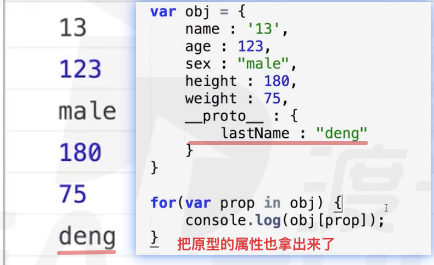 13
123
male
180
75
deng
var obj = {
name : '13',
age : 123,
sex : "male",
height : 180,
weight : 75,
__proto__ : {
lastName : "deng"
}
}
for(var prop in obj) {
console.log(obj[prop]);
}
把原型的属性也拿出来了